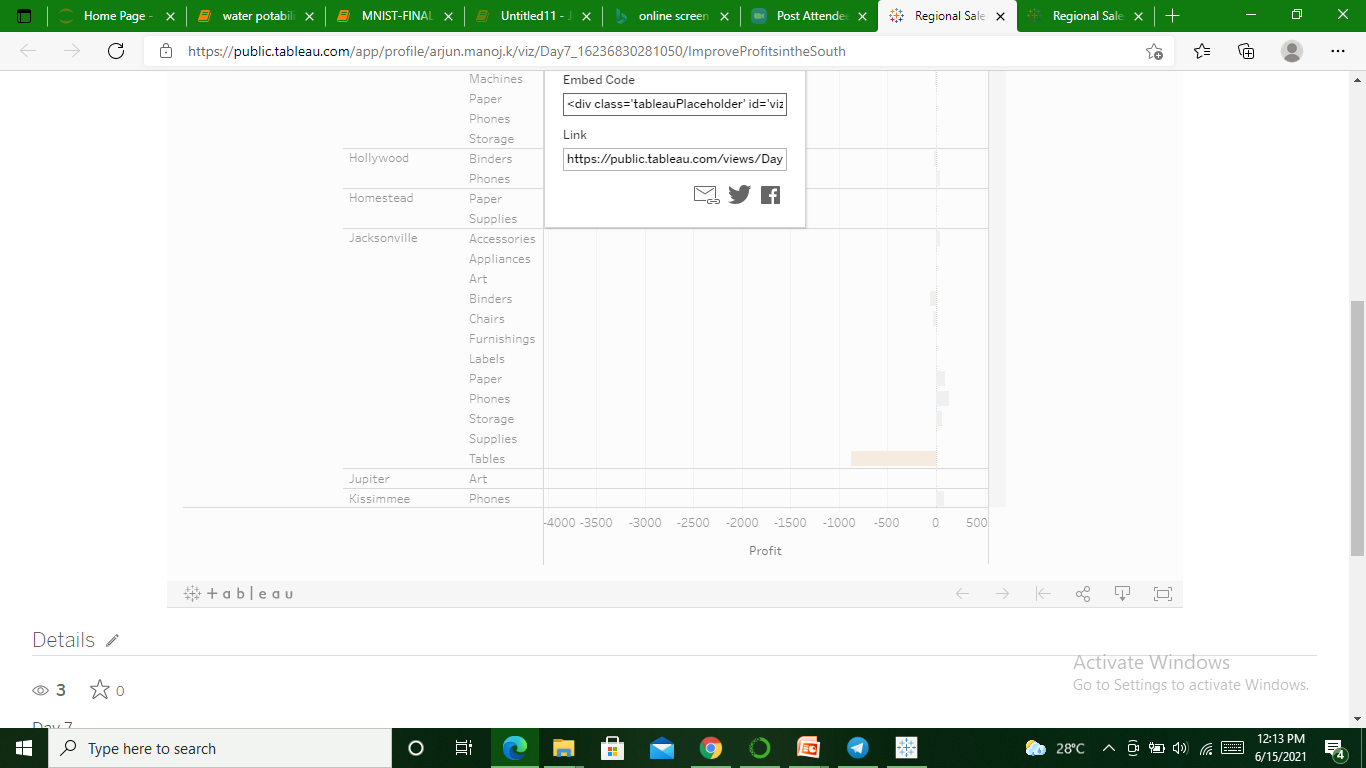 Home Page -
water potabili
MNIST-FINAL
Untitled11 - J
online screen
Post Attendee
Regional Sale
Regional Sale
https://public.tableau.com/app/profile/arjun.manoj.k/viz/Day7_16236830281050/ImproveProfitsintheSouth
Machines
Paper
Phones
Storage
Hollywood Binders
Phones
Homestead Paper
Supplies
Jacksonville Accessories
Appliances
Art
Binders
Chairs
Furnishings
Labels
Paper
Phones
Storage
Supplies
Tables
Jupiter Art
Kissimmee Phones
Embed Code
<div class='tableauPlaceholder' id='viz
Link
https://public.tableau.com/views/Day
-4000 -3500 -3000 -2500 -2000 -1500 -1000 -500 0 500
Profit
+ a b | e a u
Details
3 0
Day 7
Activate Windows
Go to Settings to activate Windows.
Type here to search
28°C
12:13 PM
6/15/2021
4